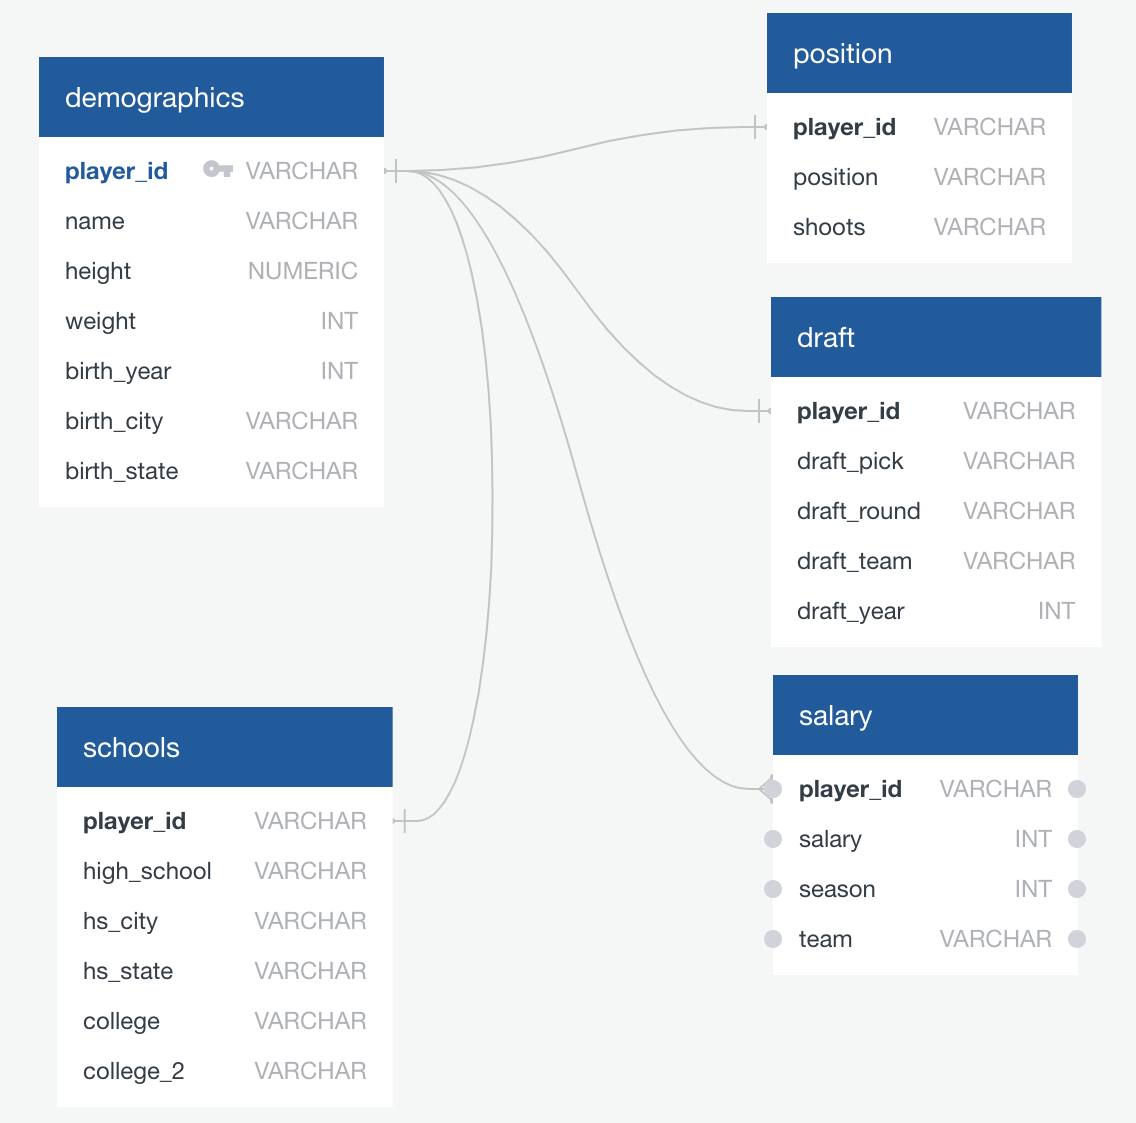 demographics
player_id VARCHAR
name VARCHAR
height NUMERIC
weight INT
birth_year INT
birth_city VARCHAR
birth_state VARCHAR
position
player_id VARCHAR
position VARCHAR
shoots VARCHAR
draft
player_id VARCHAR
draft_pick VARCHAR
draft_round VARCHAR
draft_team VARCHAR
draft_year INT
schools
player_id VARCHAR
high_school VARCHAR
hs_city VARCHAR
hs_state VARCHAR
college VARCHAR
college_2 VARCHAR
salary
player_id VARCHAR
salary INT
season INT
team VARCHAR